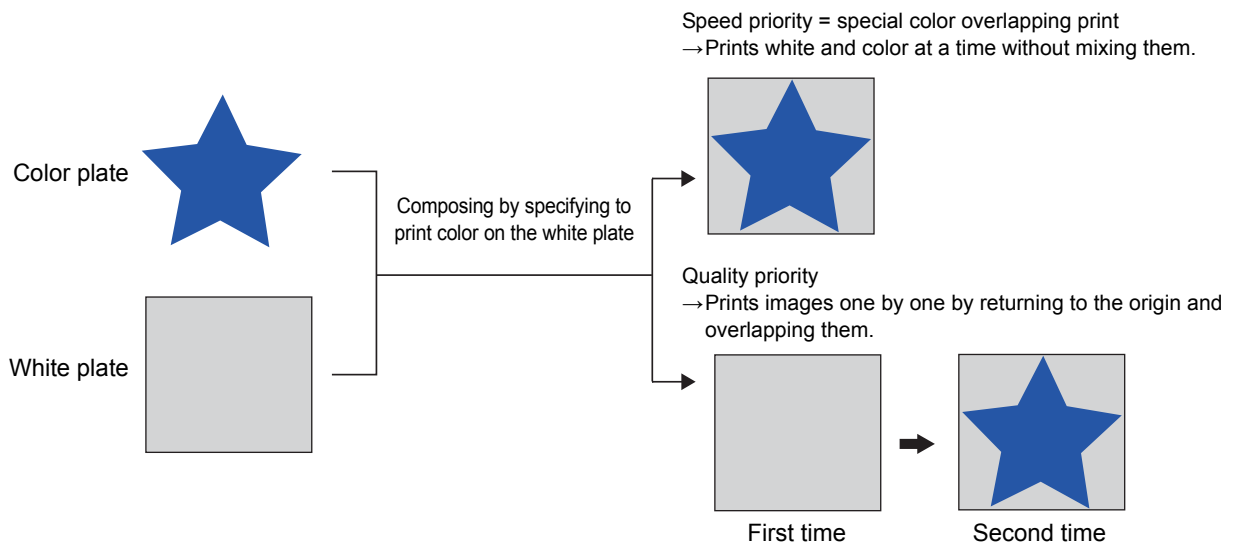 Speed priority = special color overlapping print
→Prints white and color at a time without mixing them.
Color plate
Composing by specifying to
print color on the white plate
White plate
Quality priority
→Prints images one by one by returning to the origin and
overlapping them.
First time
Second time